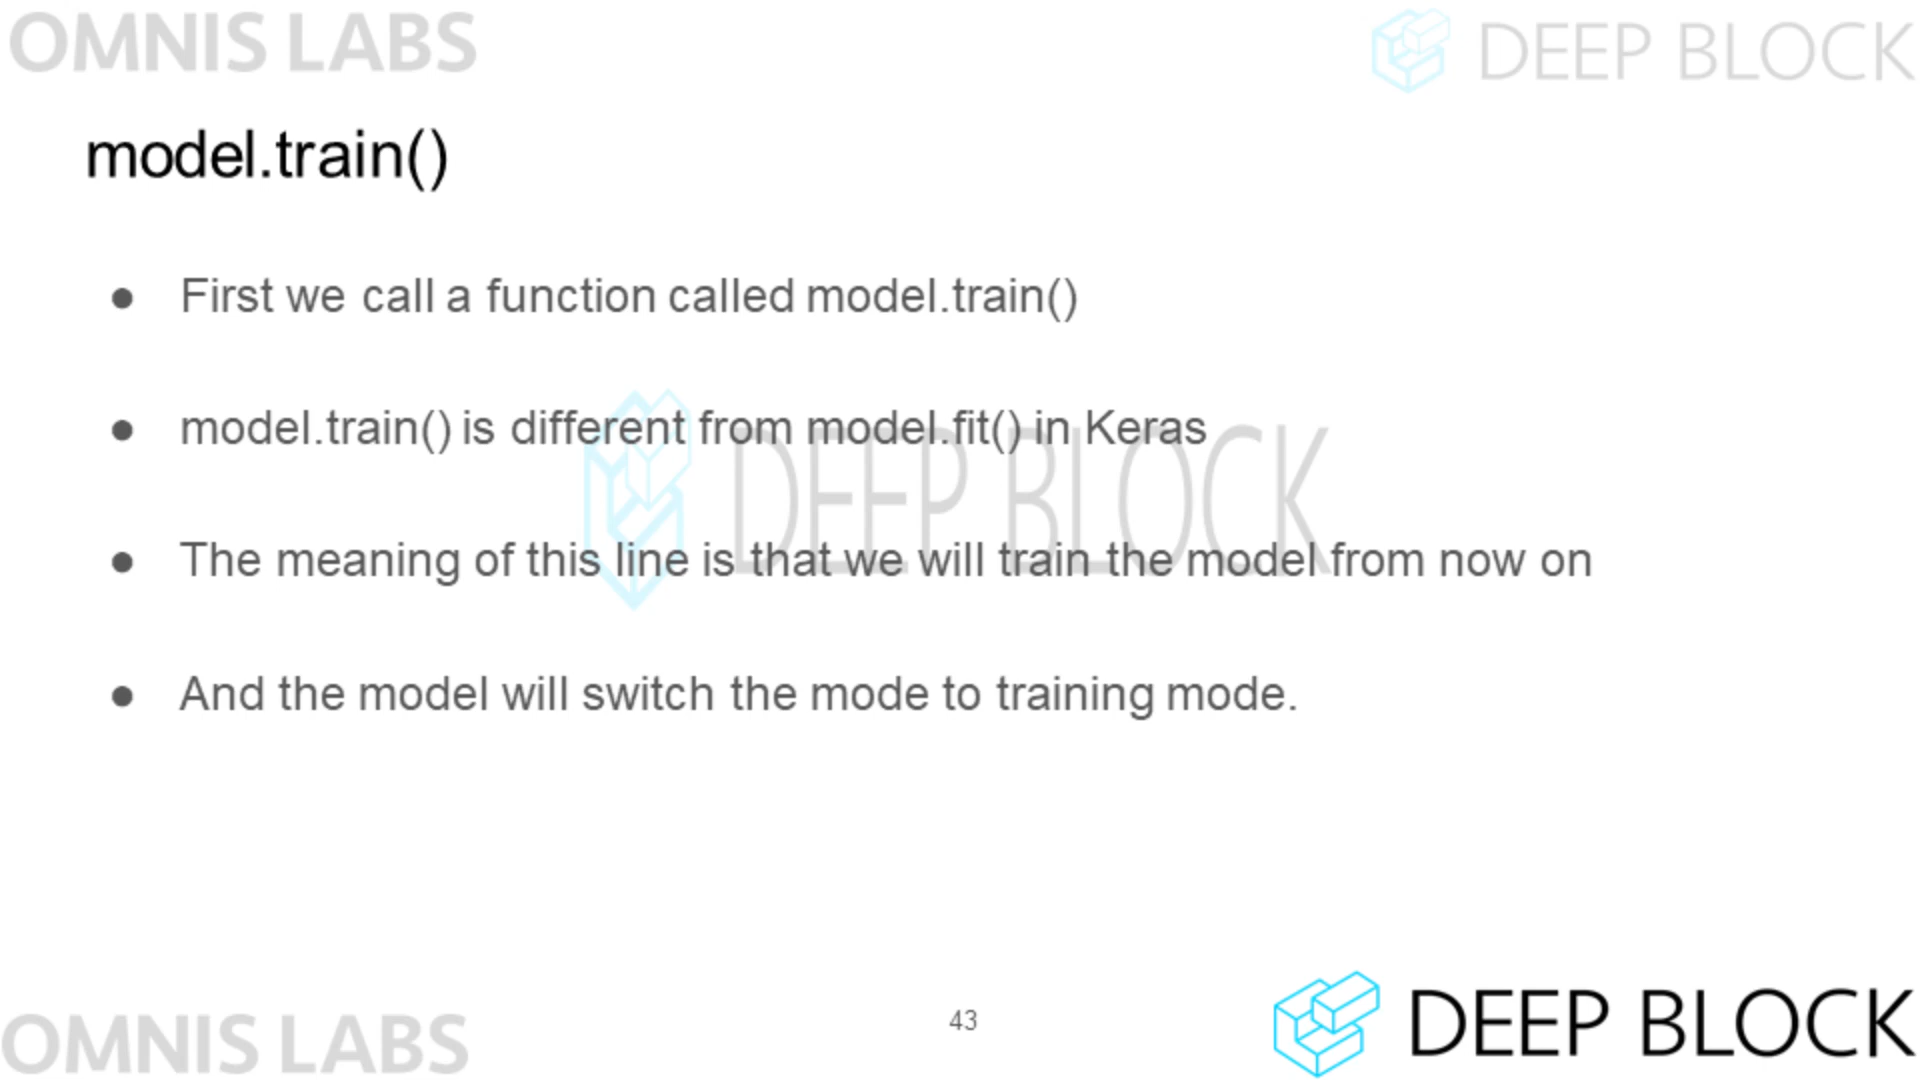 OMNIS LABS
DEEP BLOCK
model.train()
● First we call a function called model.train()
● model.train() is different from model.fit() in Keras
DEEP BLOCK
● The meaning of this line is that we will train the model from now on
● And the model will switch the mode to training mode.
OMNIS LABS
43
DEEP BLOCK